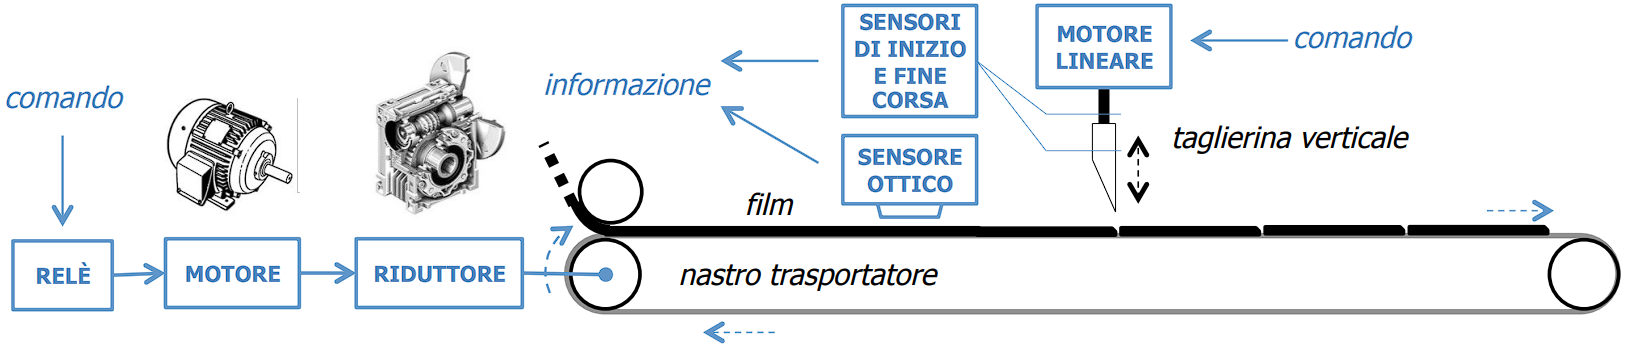 comando
RELÈ
MOTORE
RIDUTTORE
informazione
SENSORI
DI INIZIO
E FINE
CORSA
SENSORE
OTTICO
MOTORE
LINEARE
comando
taglierina verticale
film
nastro trasportatore